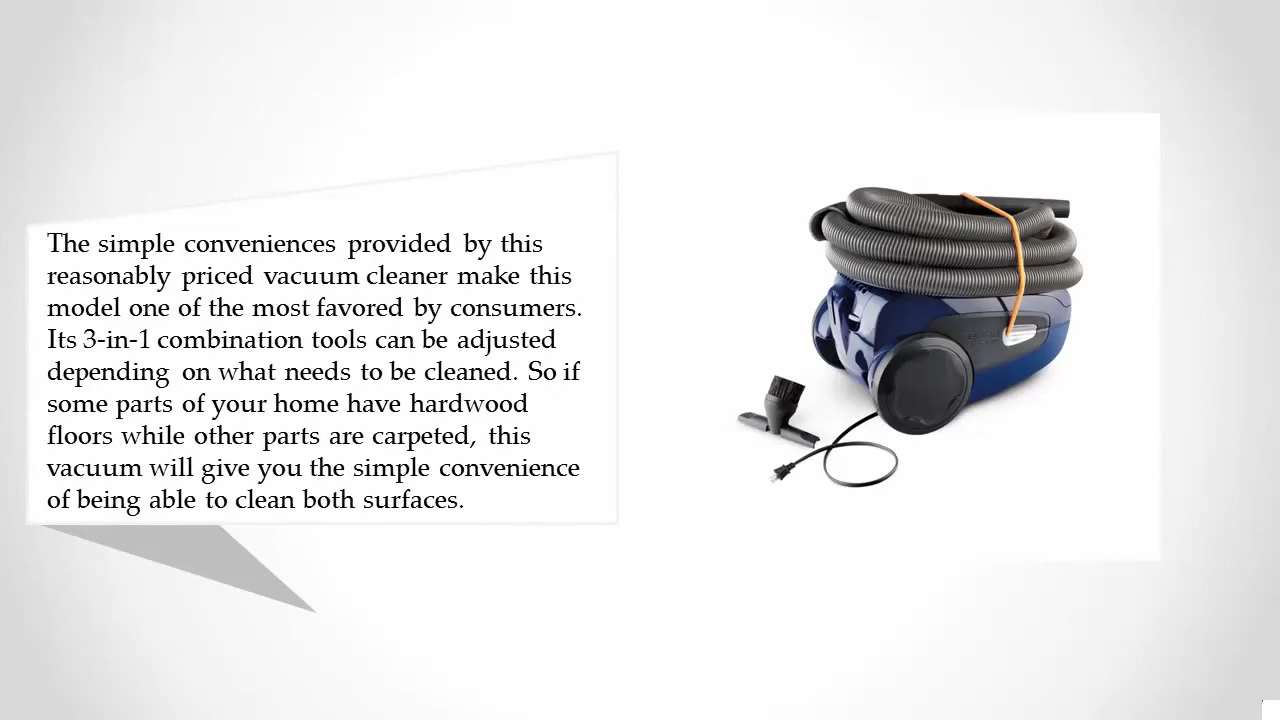 The simple conveniences provided by this
reasonably priced vacuum cleaner make this
model one of the most favored by consumers.
Its 3-in-1 combination tools can be adjusted
depending on what needs to be cleaned. So if
some parts of your home have hardwood
floors while other parts are carpeted, this
vacuum will give you the simple convenience
of being able to clean both surfaces.